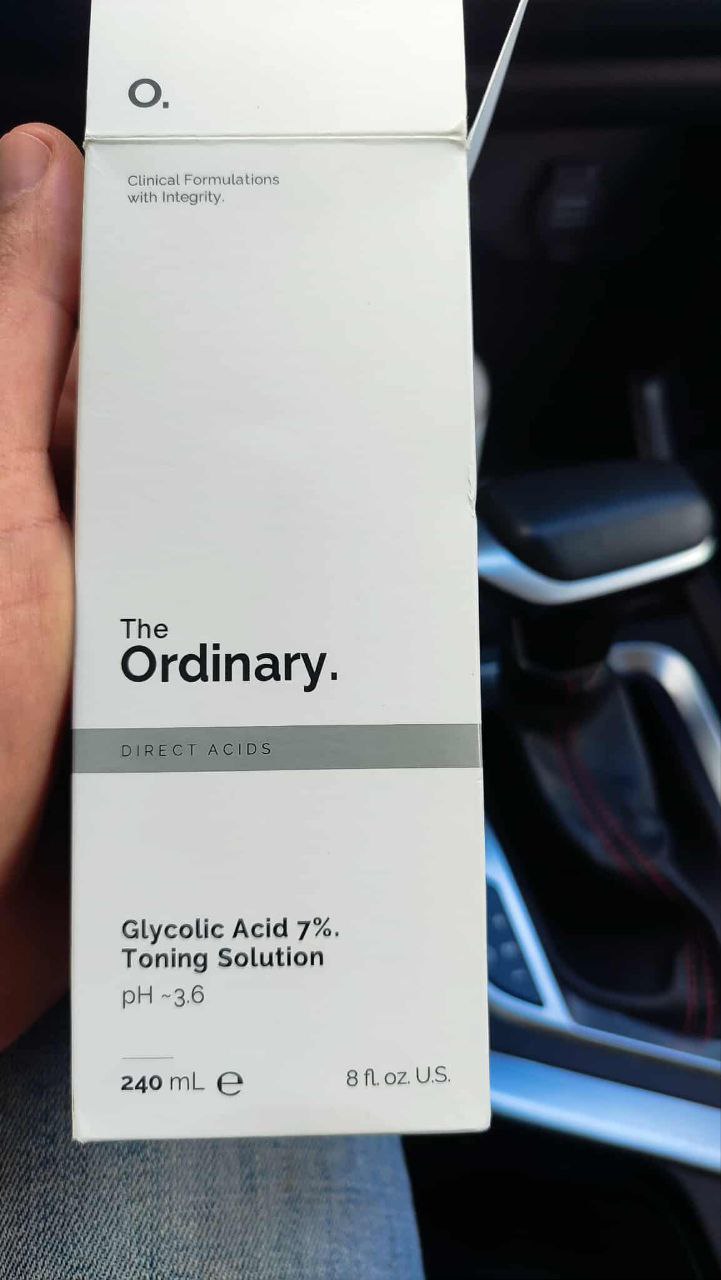 O.
Clinical Formulations
with Integrity.
The
Ordinary.
DIRECT ACIDS
Glycolic Acid 7%.
Toning Solution
pH ~3.6
240 mL ℮ 8 fl. oz. U.S.